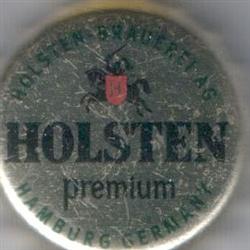 HOLSTEN-BRAUEREI AG
H
HOLSTEN
premium
HAMBURG GERMANY